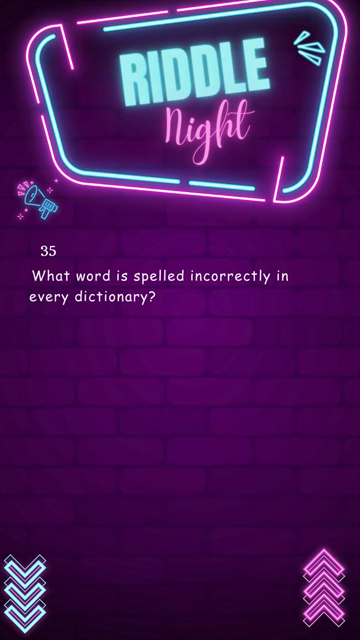 RIDDLE
Night
35
What word is spelled incorrectly in
every dictionary?